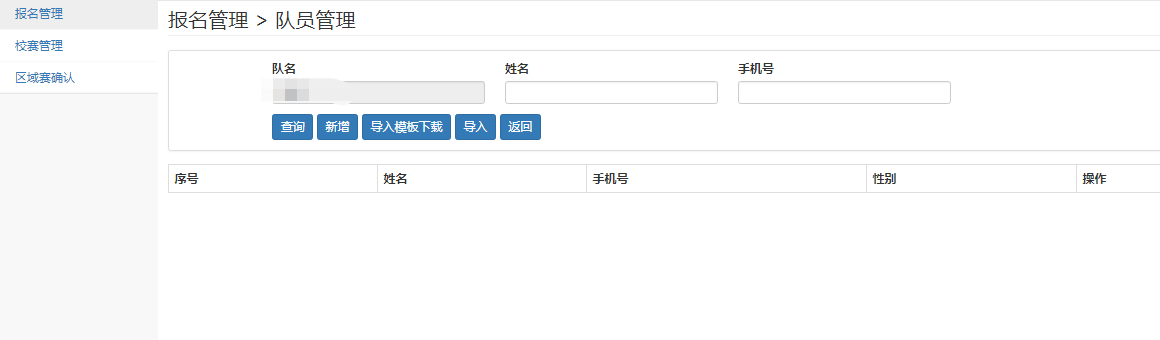 报名管理
校赛管理
区域赛确认
报名管理 > 队员管理
队名 姓名 手机号
查询 新增 导入模板下载 导入 返回
序号 姓名 手机号 性别 操作